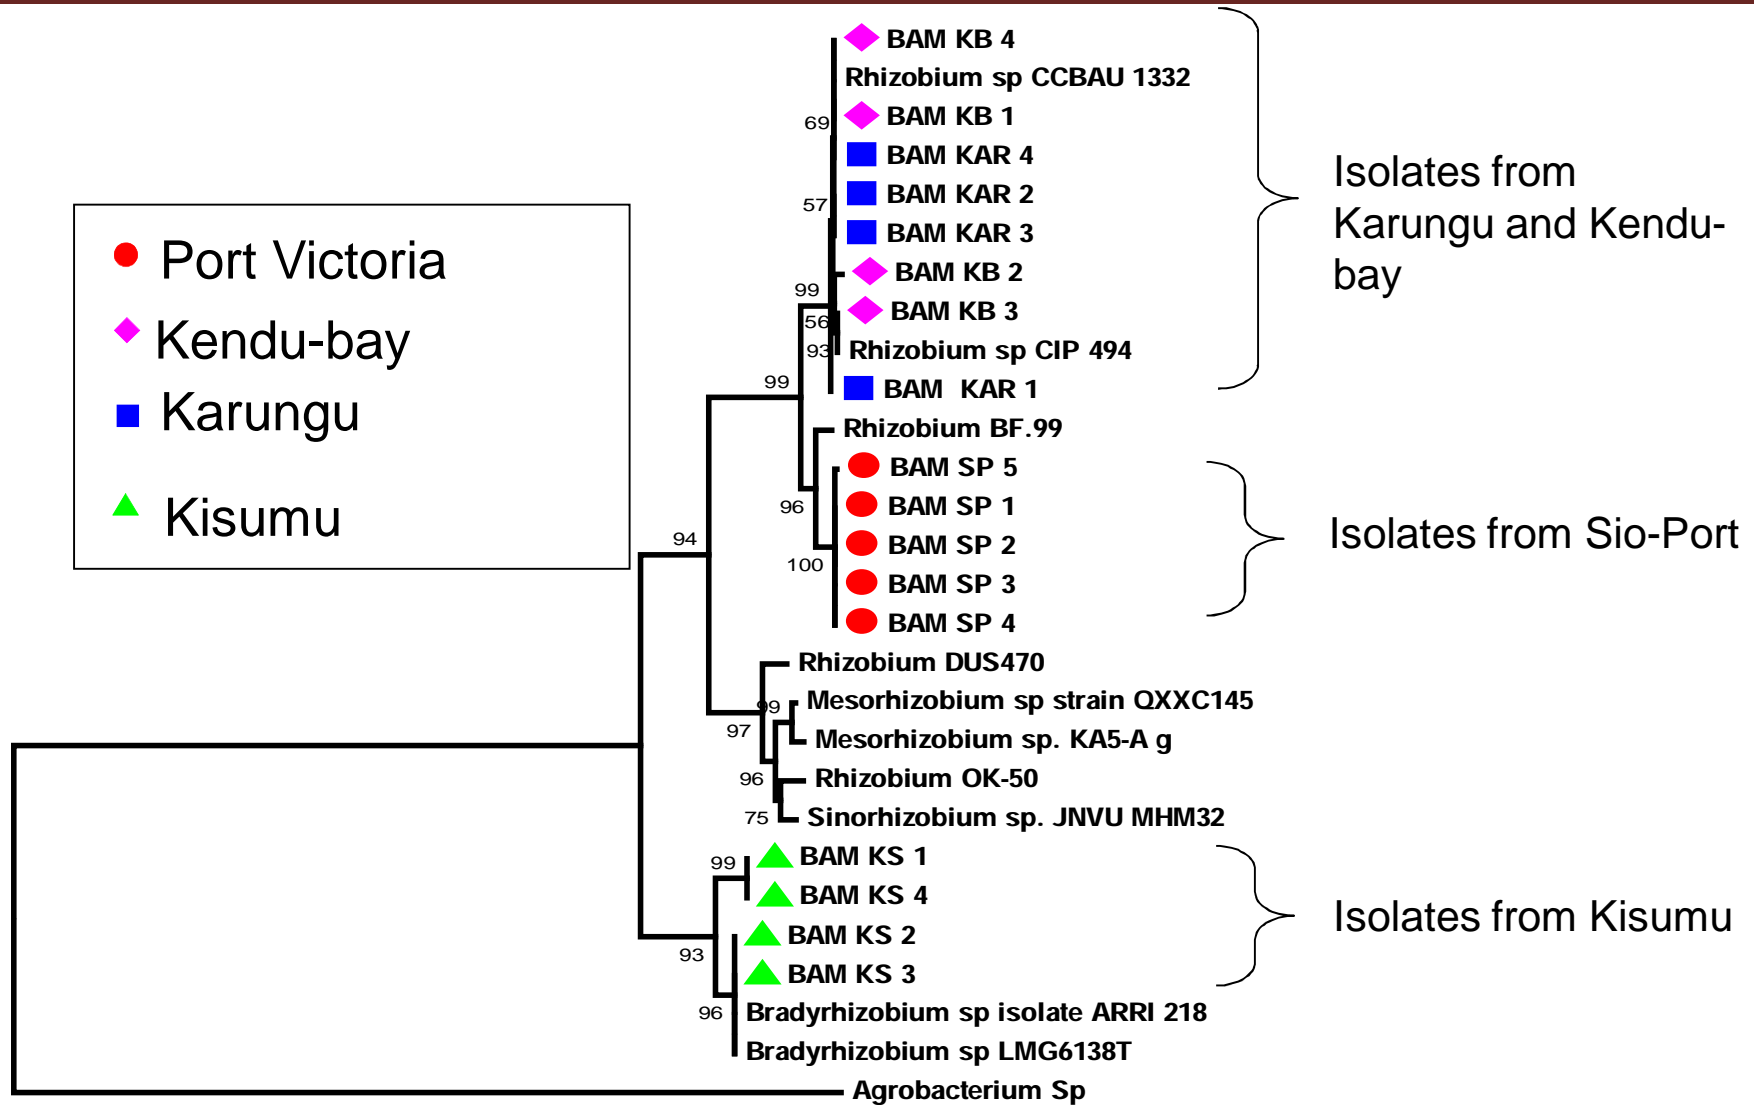 BAM KB 4
Rhizobium sp CCBAU 1332
BAM KB 1
69
BAM KAR 4
BAM KAR 2
57
BAM KAR 3
BAM KB 2
99
BAM KB 3
56
Rhizobium sp CIP 494
93
BAM KAR 1
99
Rhizobium BF.99
BAM SP 5
BAM SP 1
96
BAM SP 2
94
BAM SP 3
100
BAM SP 4
Rhizobium DUS470
Mesorhizobium sp strain QXXC145
99
Mesorhizobium sp. KA5-A g
97
Rhizobium OK-50
96
Sinorhizobium sp. JNVU MHM32
75
BAM KS 1
99
BAM KS 4
BAM KS 2
93
BAM KS 3
Bradyrhizobium sp isolate ARRI 218
96
Bradyrhizobium sp LMG6138T
Agrobacterium Sp
Port Victoria
Kendu-bay
Karungu
Kisumu
Isolates from
Karungu and Kendu-
bay
Isolates from Sio-Port
Isolates from Kisumu